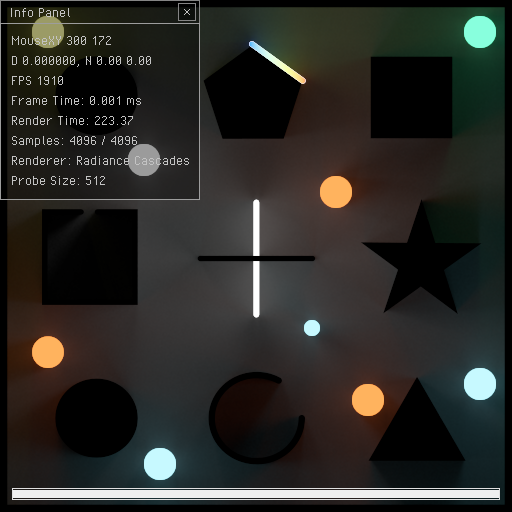 Info Panel
MouseXY 300 172
D 0.000000, N 0.00 0.00
FPS 1910
Frame Time: 0.001 ms
Render Time: 223.37
Samples: 4096 / 4096
Renderer: Radiance Cascades
Probe Size: 512